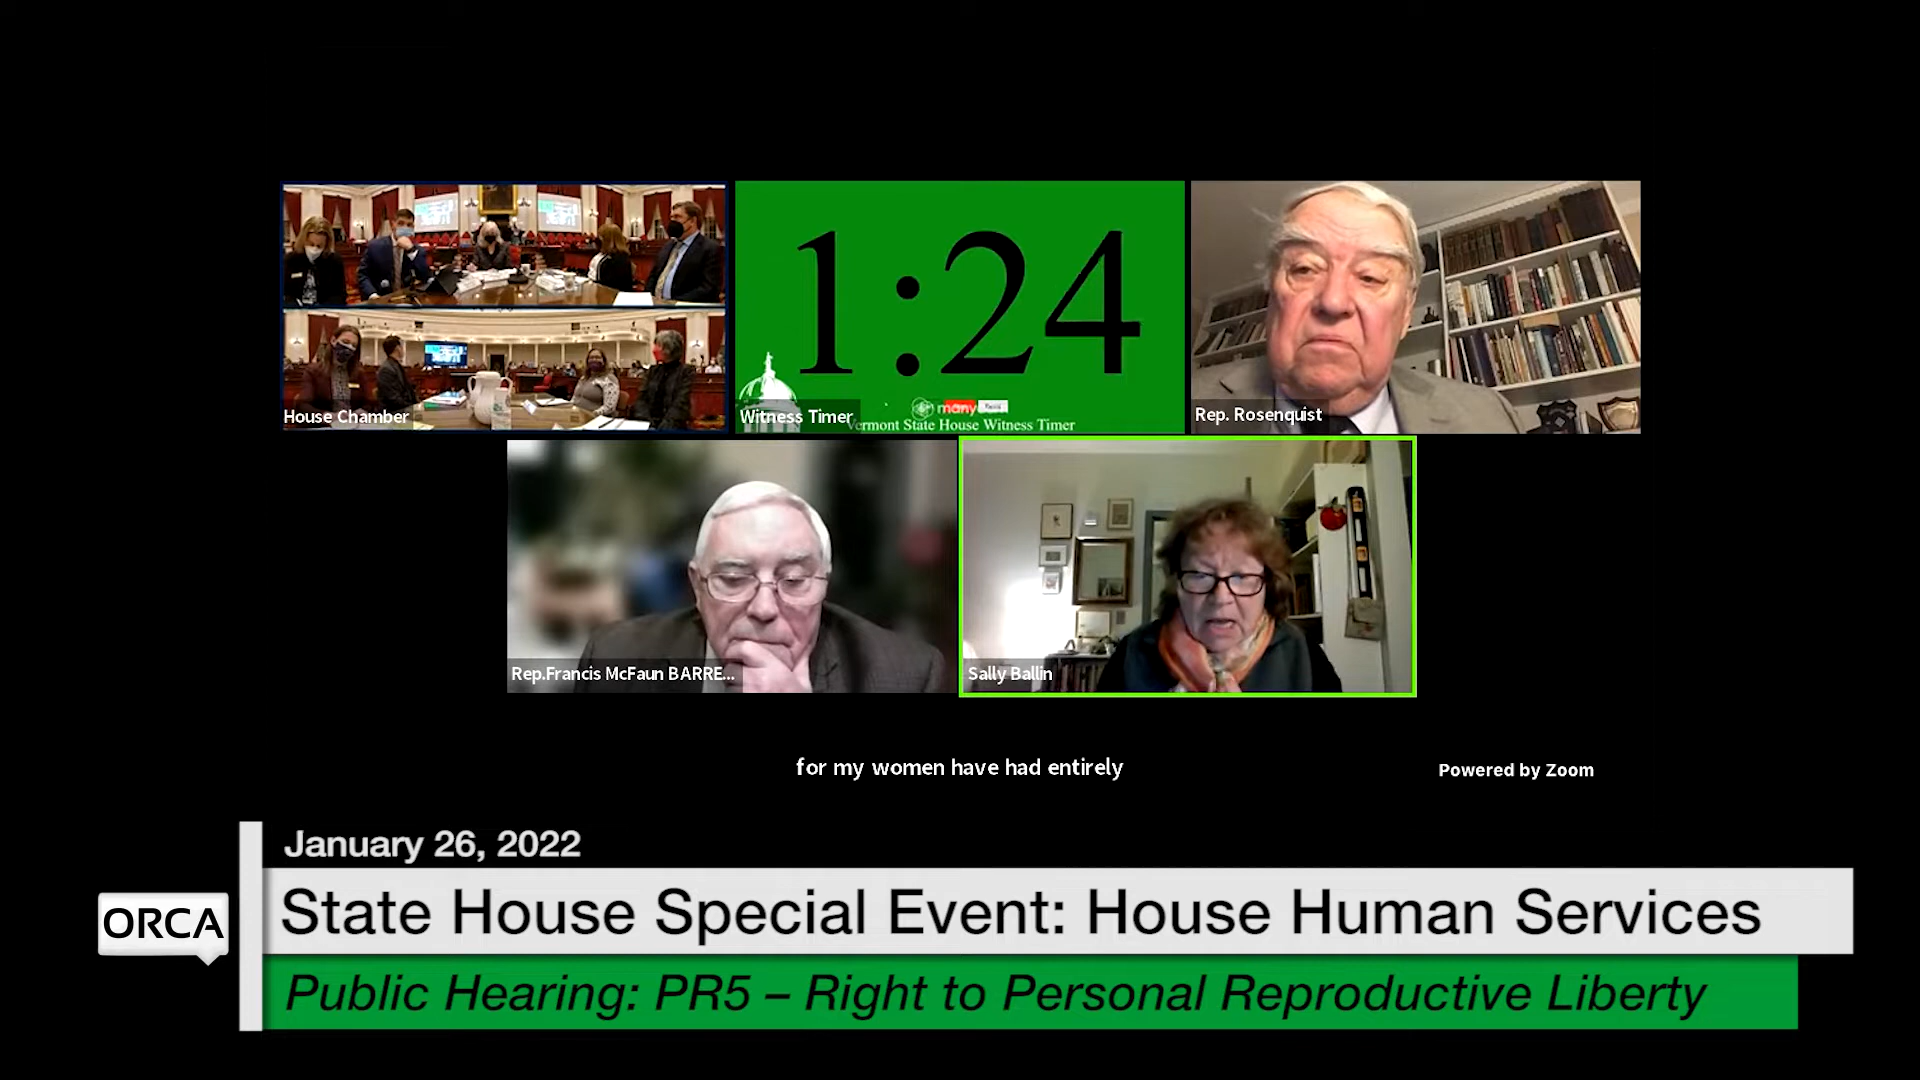 1:24
many
Vermont State House Witness Timer
House Chamber
Witness Timer
Rep. Rosenquist
Rep.Francis McFaun BARRE...
Sally Ballin
for my women have had entirely
Powered by Zoom
January 26, 2022
ORCA
State House Special Event: House Human Services
Public Hearing: PR5 – Right to Personal Reproductive Liberty